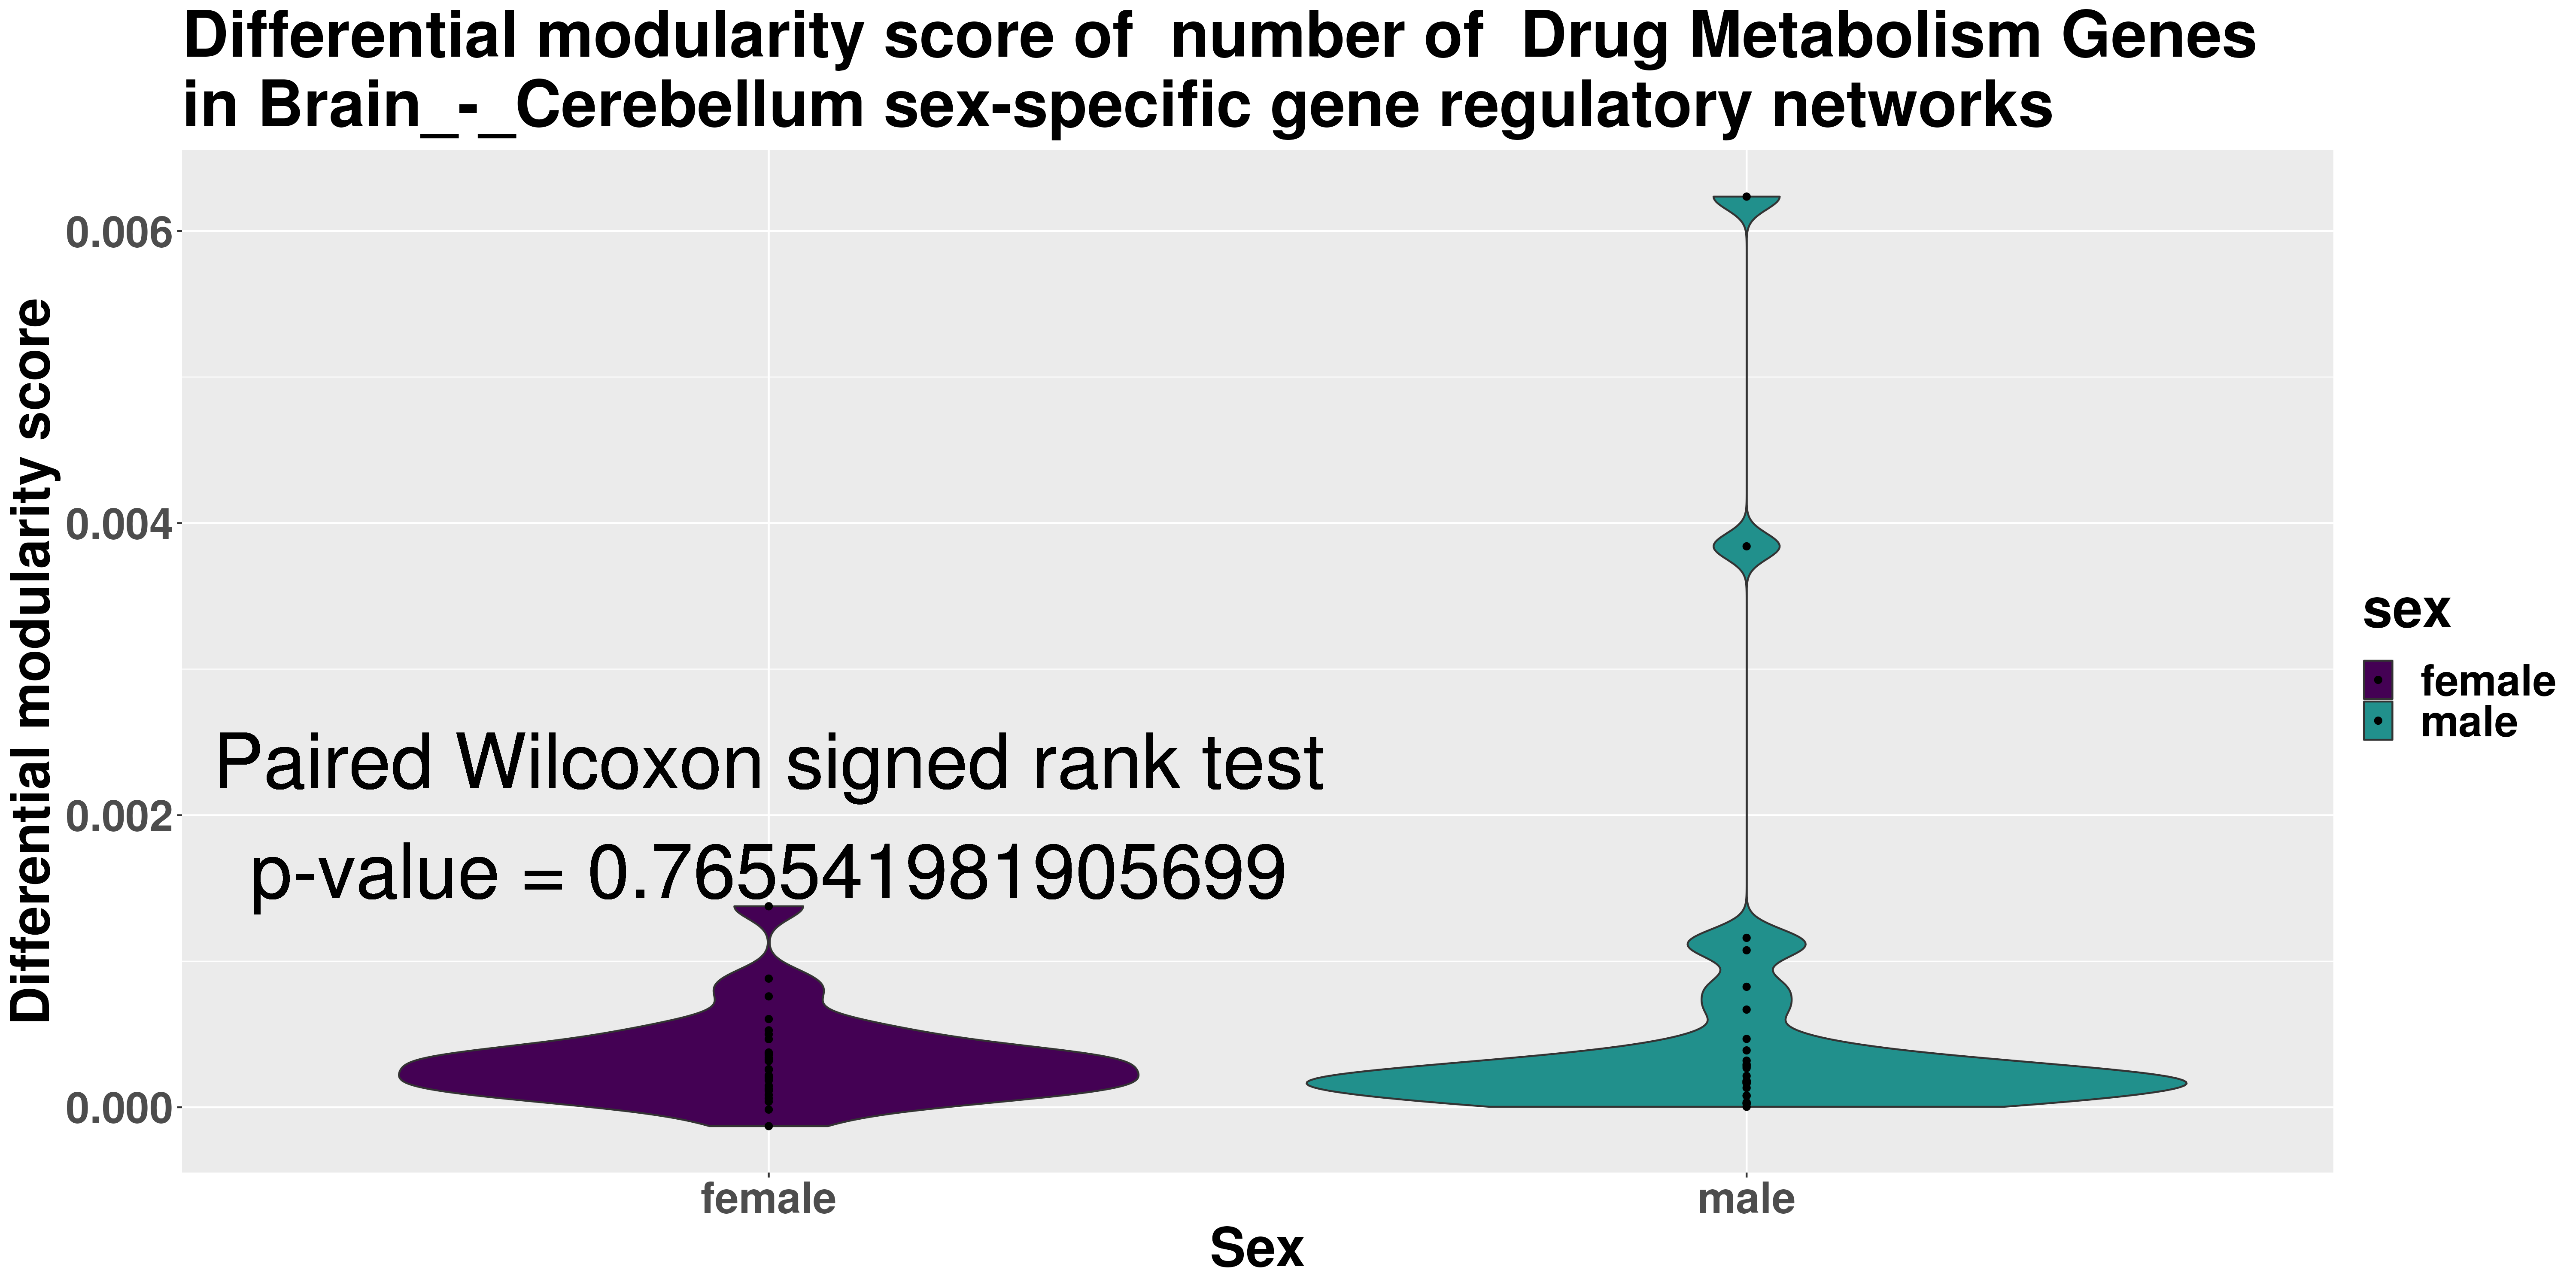 Differential modularity score of  number of  Drug Metabolism Genes
in Brain_-_Cerebellum sex-specific gene regulatory networks
Differential modularity score
0.006
0.004
0.002
0.000
Paired Wilcoxon signed rank test
p-value = 0.765541981905699
female
male
Sex
sex
female
male